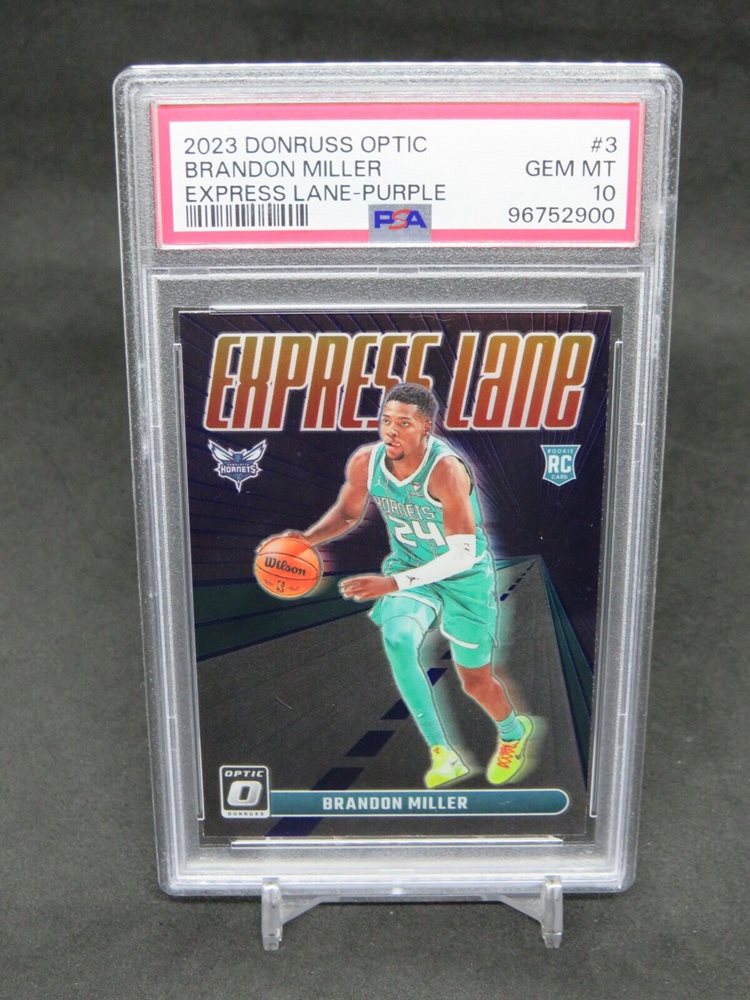 2023 DONRUSS OPTIC #3
BRANDON MILLER GEM MT
EXPRESS LANE-PURPLE 10
PSA 96752900
EXPRESS LANE
CHARLOTTE
HORNETS
ROOKIE
RC
CARD
HORNETS
24
Wilson
OPTIC
DONRUSS
BRANDON MILLER